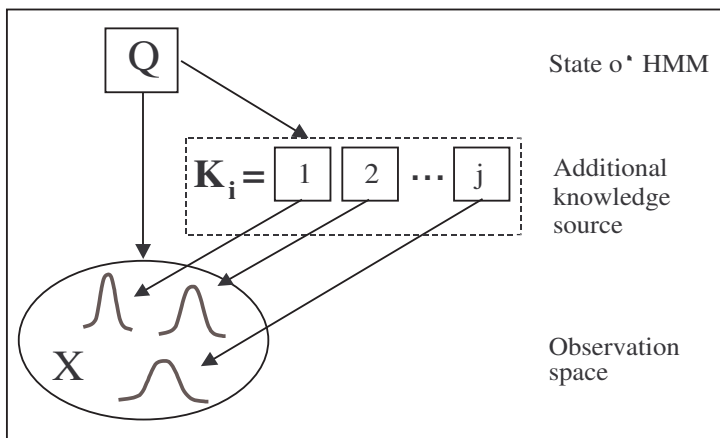 Q
State o‛ HMM
K_i = 1 2 ... j
Additional
knowledge
source
X
Observation
space